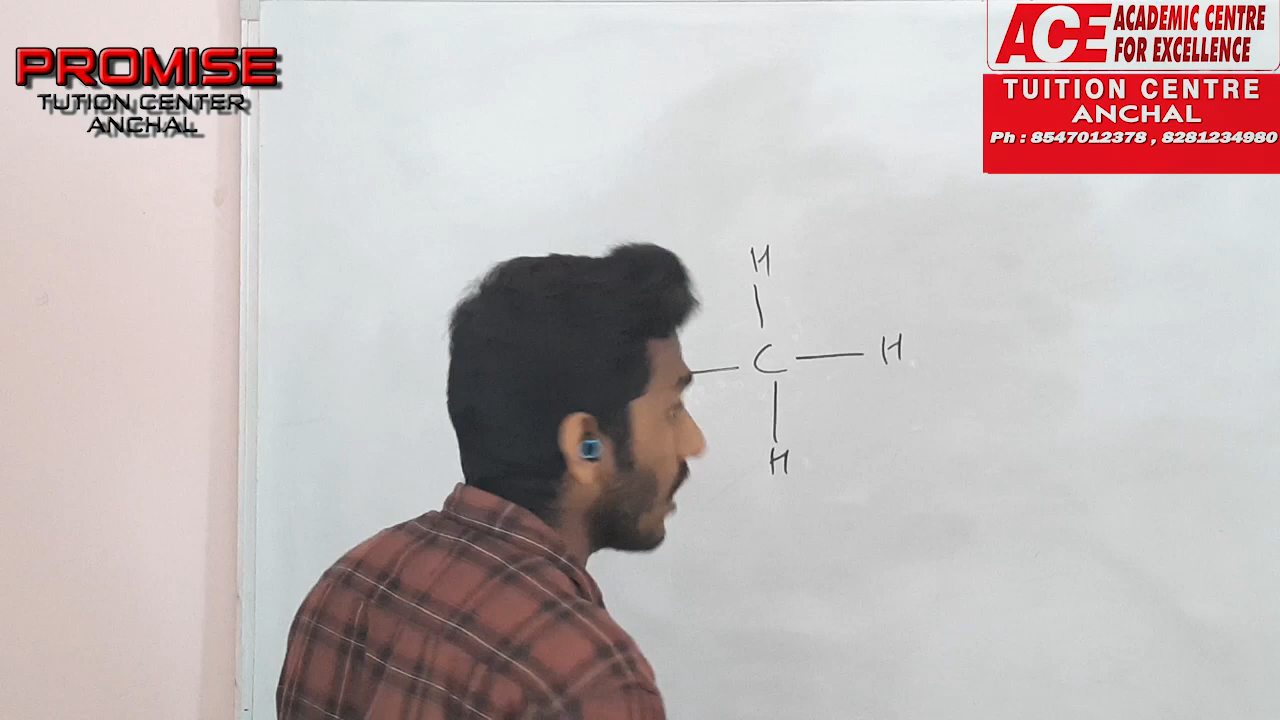 PROMISE
TUTION CENTER
ANCHAL
ACE ACADEMIC CENTRE
FOR EXCELLENCE
TUITION CENTRE
ANCHAL
Ph : 8547012378 , 8281234980
H
C H
H